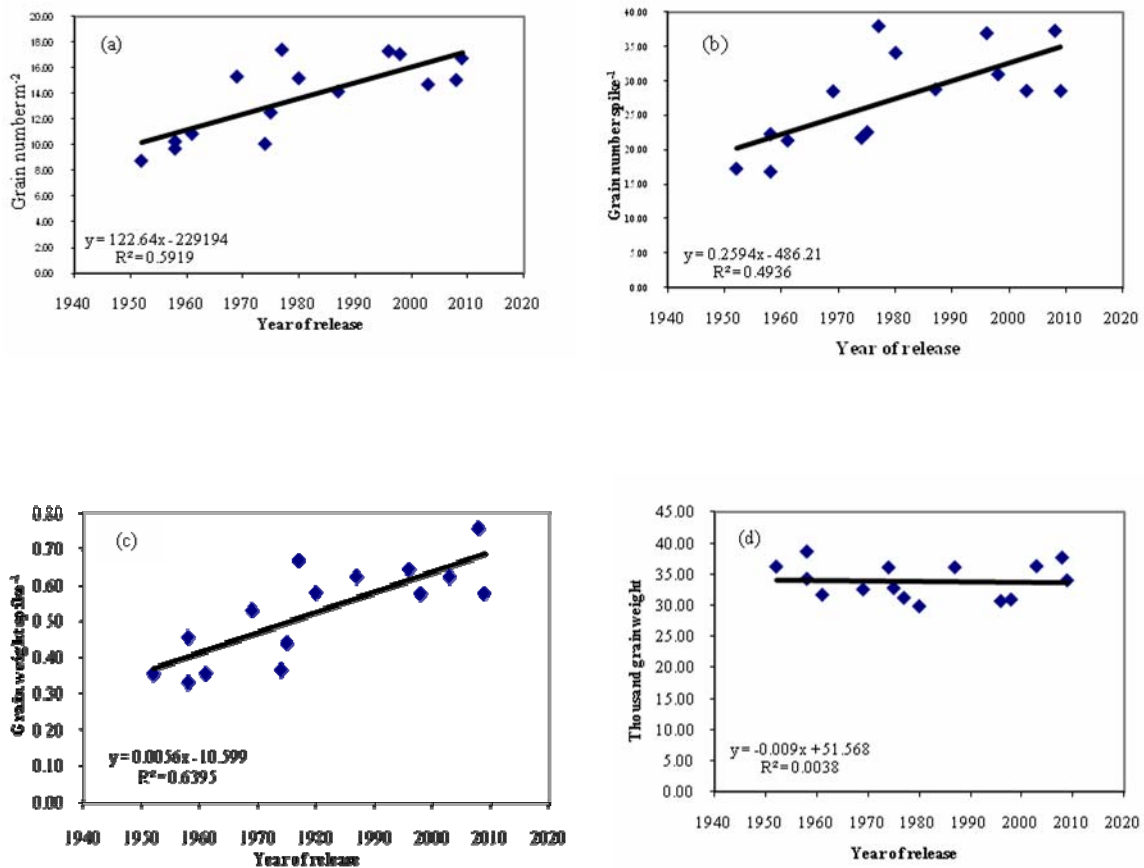 (a)
Grain number m⁻²
20.00
18.00
16.00
14.00
12.00
10.00
8.00
6.00
4.00
2.00
0.00
y = 122.64x - 229194
R² = 0.5919
1940 1950 1960 1970 1980 1990 2000 2010 2020
Year of release
(b)
Grain number spike⁻¹
40.00
35.00
30.00
25.00
20.00
15.00
10.00
5.00
0.00
y = 0.2594x - 486.21
R² = 0.4936
1940 1950 1960 1970 1980 1990 2000 2010 2020
Year of release
(c)
Grain weight spike⁻¹
0.80
0.70
0.60
0.50
0.40
0.30
0.20
0.10
0.00
y = 0.0056x - 10.599
R² = 0.6395
1940 1950 1960 1970 1980 1990 2000 2010 2020
Year of release
(d)
Thousand grain weight
45.00
40.00
35.00
30.00
25.00
20.00
15.00
10.00
5.00
0.00
y = -0.009x + 51.568
R² = 0.0038
1940 1950 1960 1970 1980 1990 2000 2010 2020
Year of release